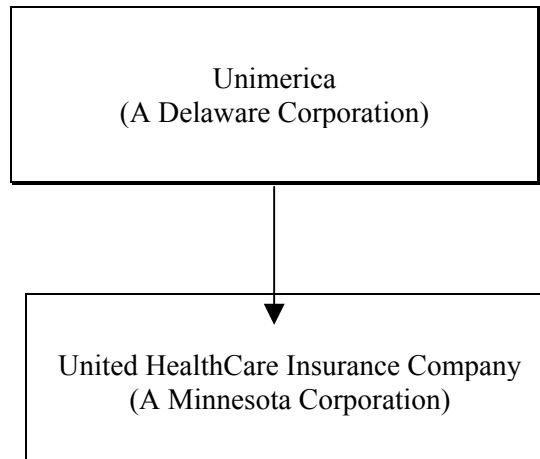 Unimerica
(A Delaware Corporation)
United HealthCare Insurance Company
(A Minnesota Corporation)